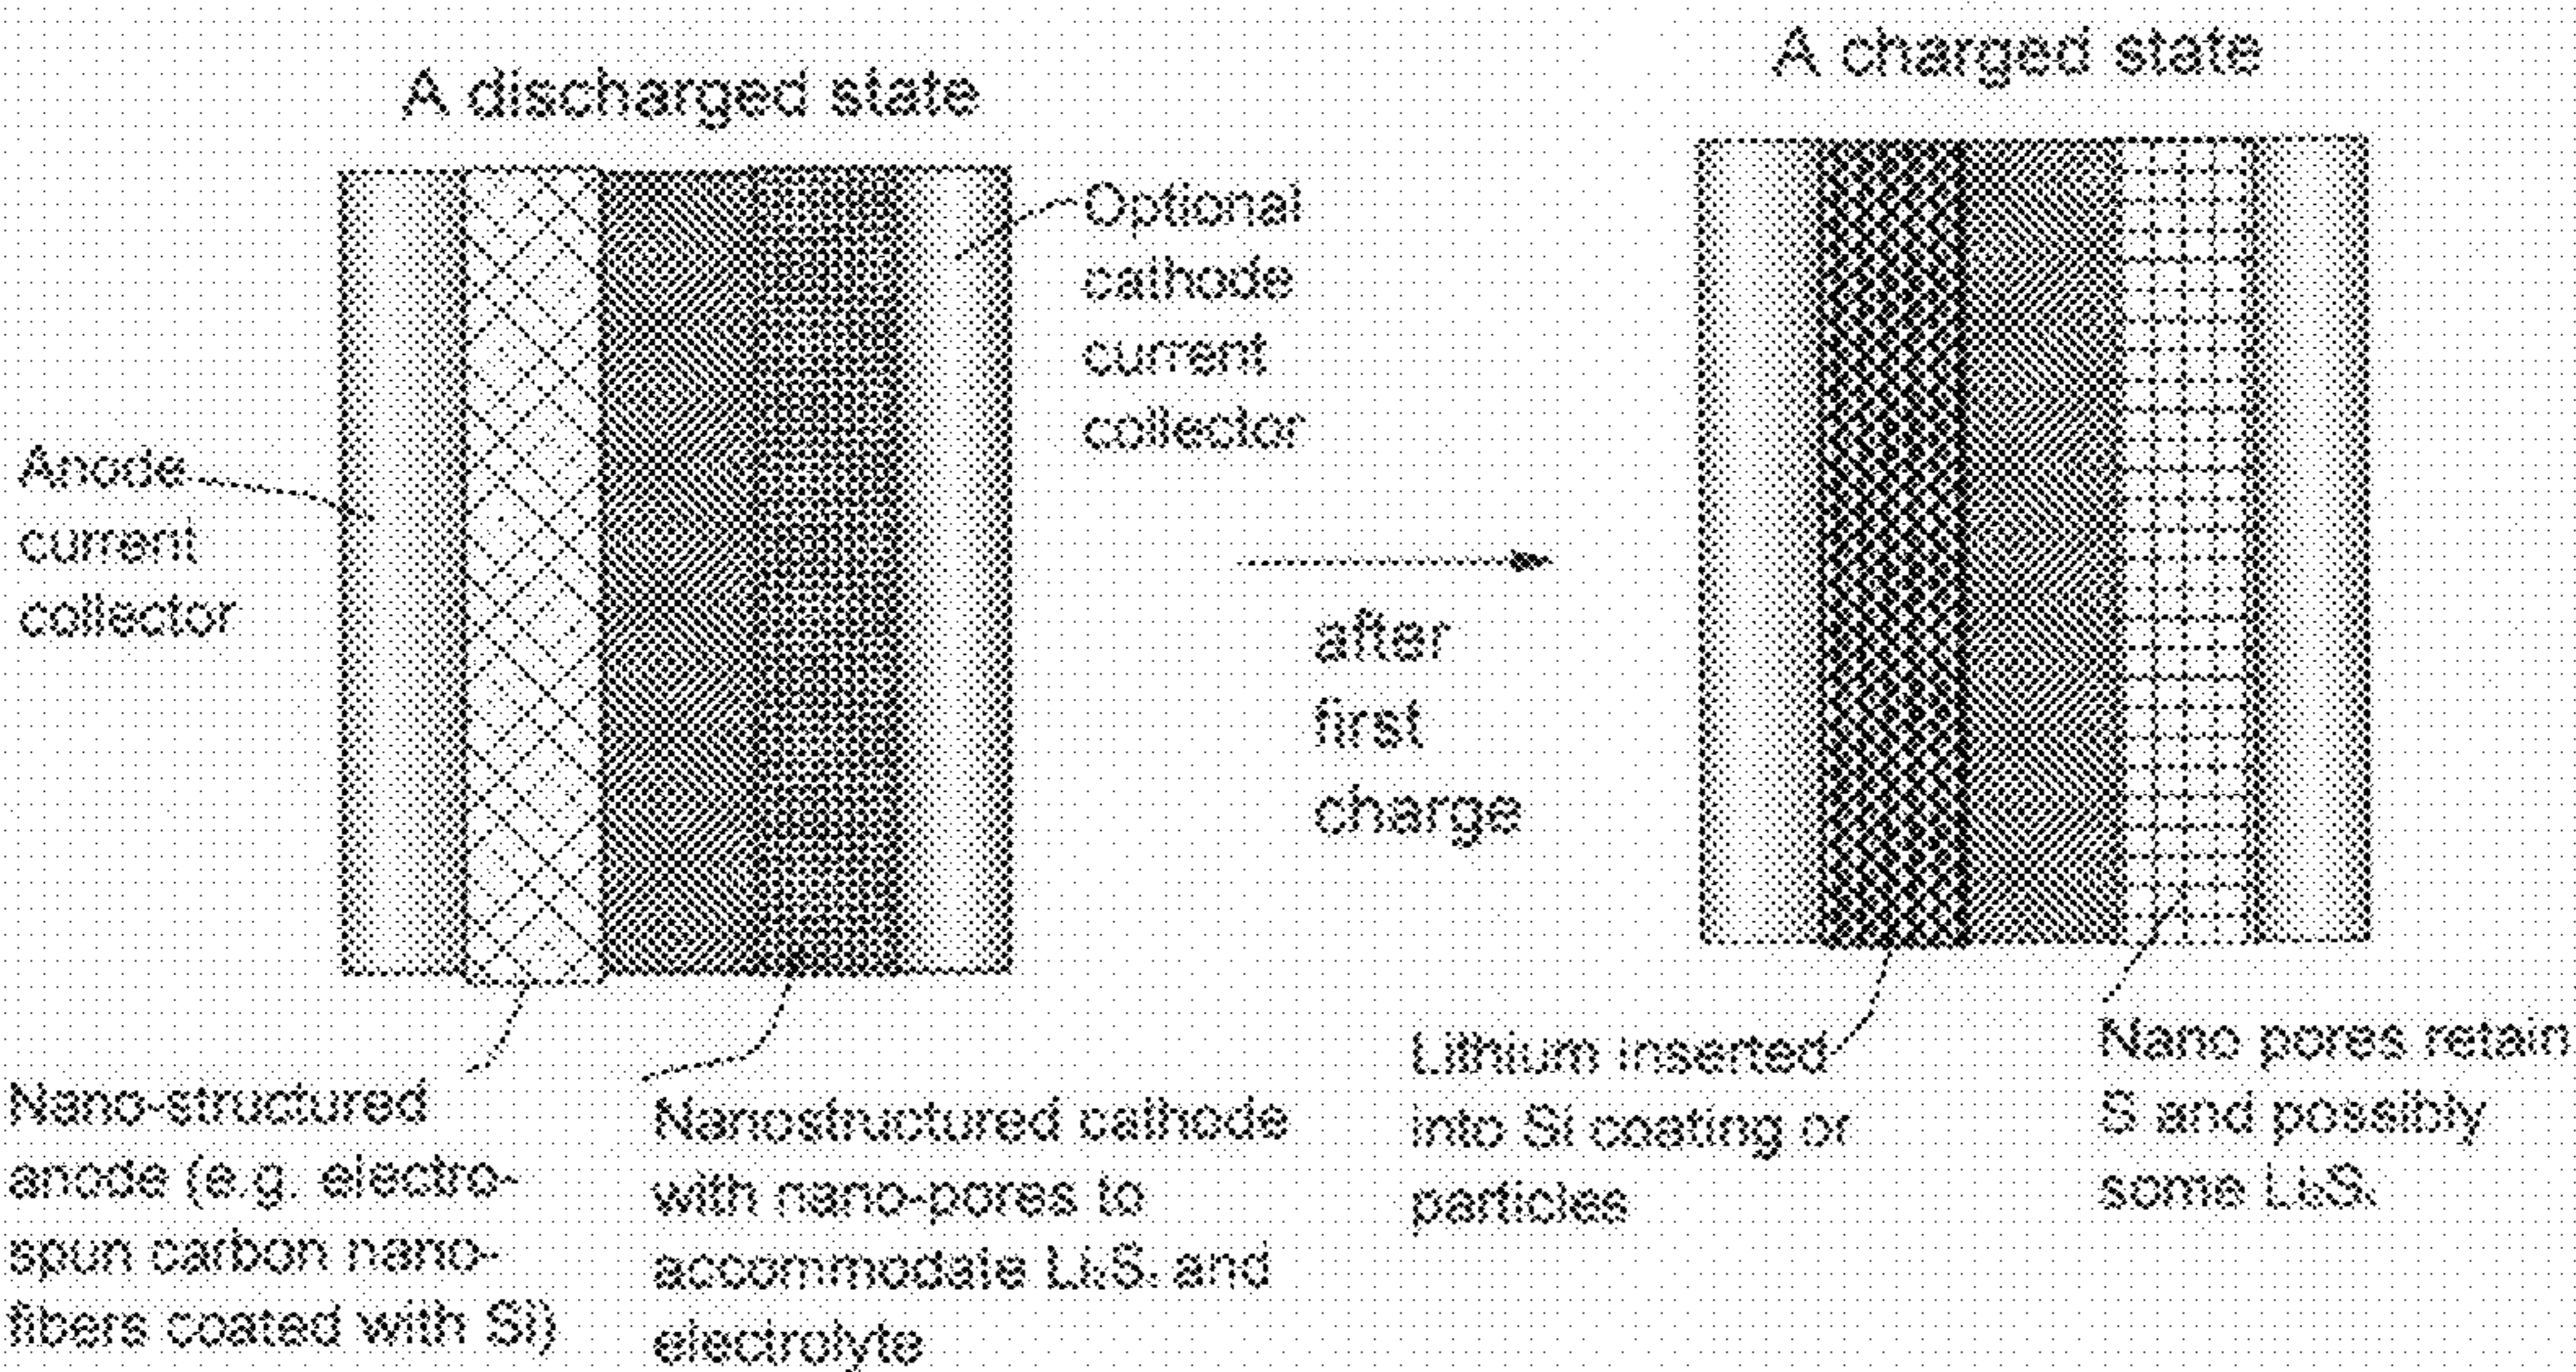 A discharged state
A charged state
Optional
cathode
current
collector
Anode
current
collector
after
first
charge
Nano-structured
anode (e.g. electro-
spun carbon nano-
fibers coated with Si)
Nanostructured cathode
with nano-pores to
accommodate and
electrolyte
Lithium inserted
into Si coating or
particles
Nano pores retain
S and possibly
some